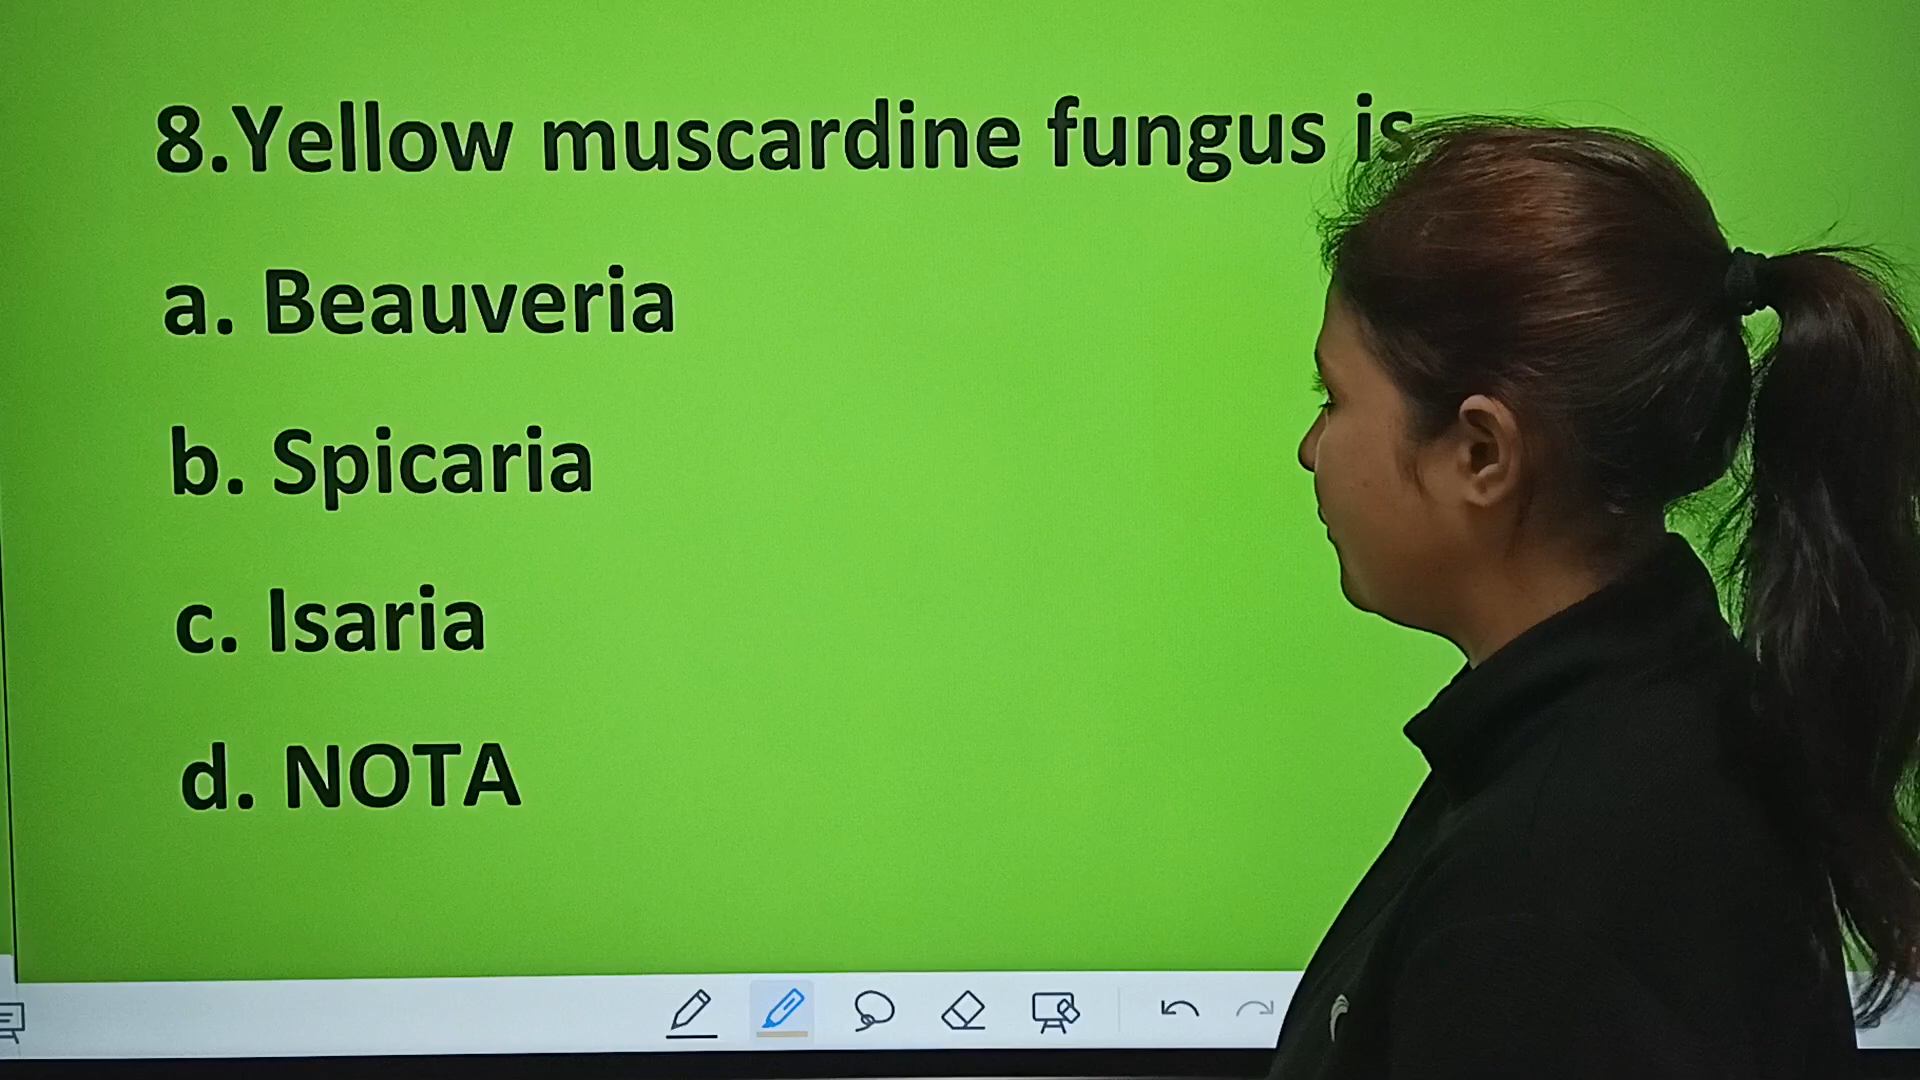 8.Yellow muscardine fungus is
a. Beauveria
b. Spicaria
c. Isaria
d. NOTA